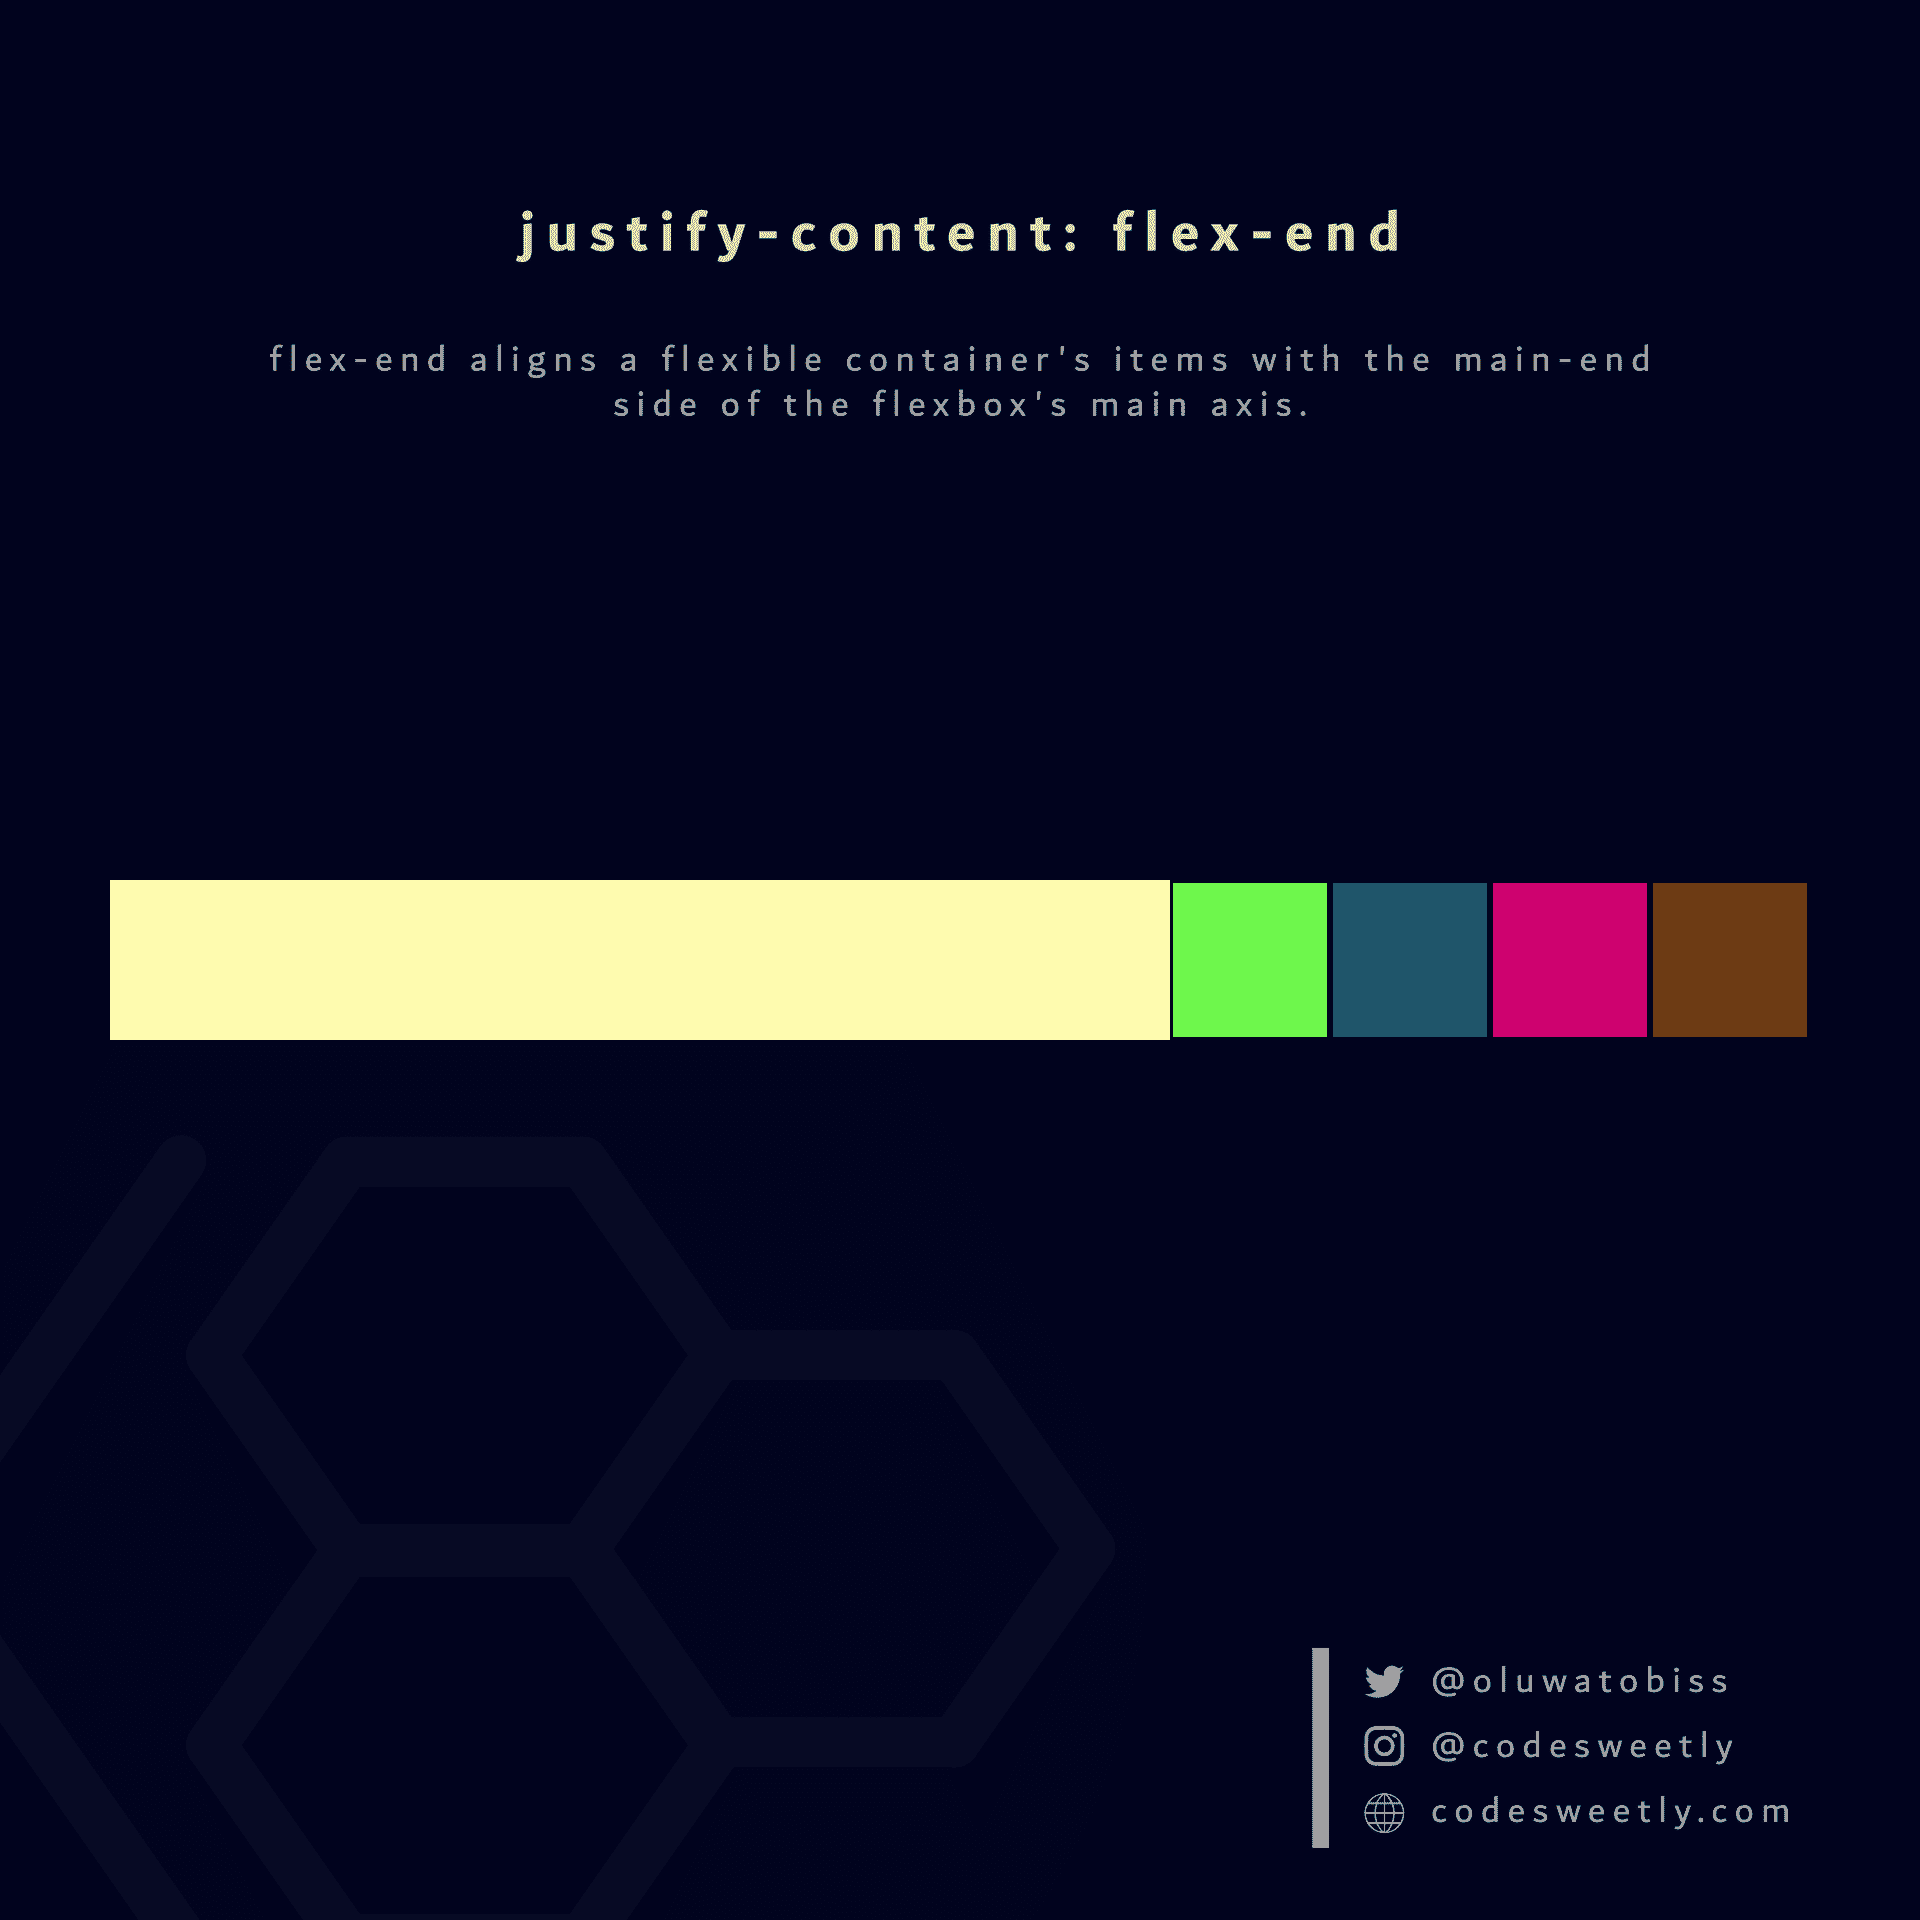 justify-content: flex-end
flex-end aligns a flexible container's items with the main-end
side of the flexbox's main axis.
@oluwatobiss
@codesweetly
codesweetly.com